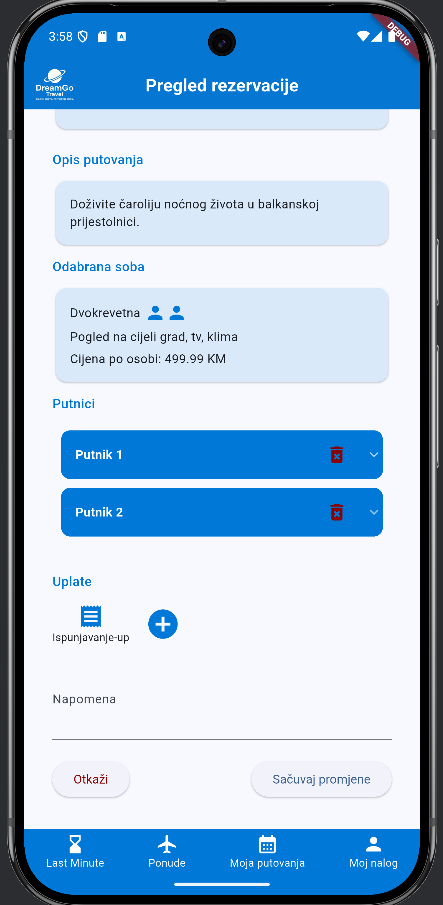 3:58
DEBUG
DreamGo
Travel
Pregled rezervacije
Opis putovanja
Doživite čaroliju noćnog života u balkanskoj
prijestolnici.
Odabrana soba
Dvokrevetna
Pogled na cijeli grad, tv, klima
Cijena po osobi: 499.99 KM
Putnici
Putnik 1
Putnik 2
Uplate
Ispunjavanje-up
Napomena
Otkaži
Sačuvaj promjene
Last Minute
Ponude
Moja putovanja
Moj nalog